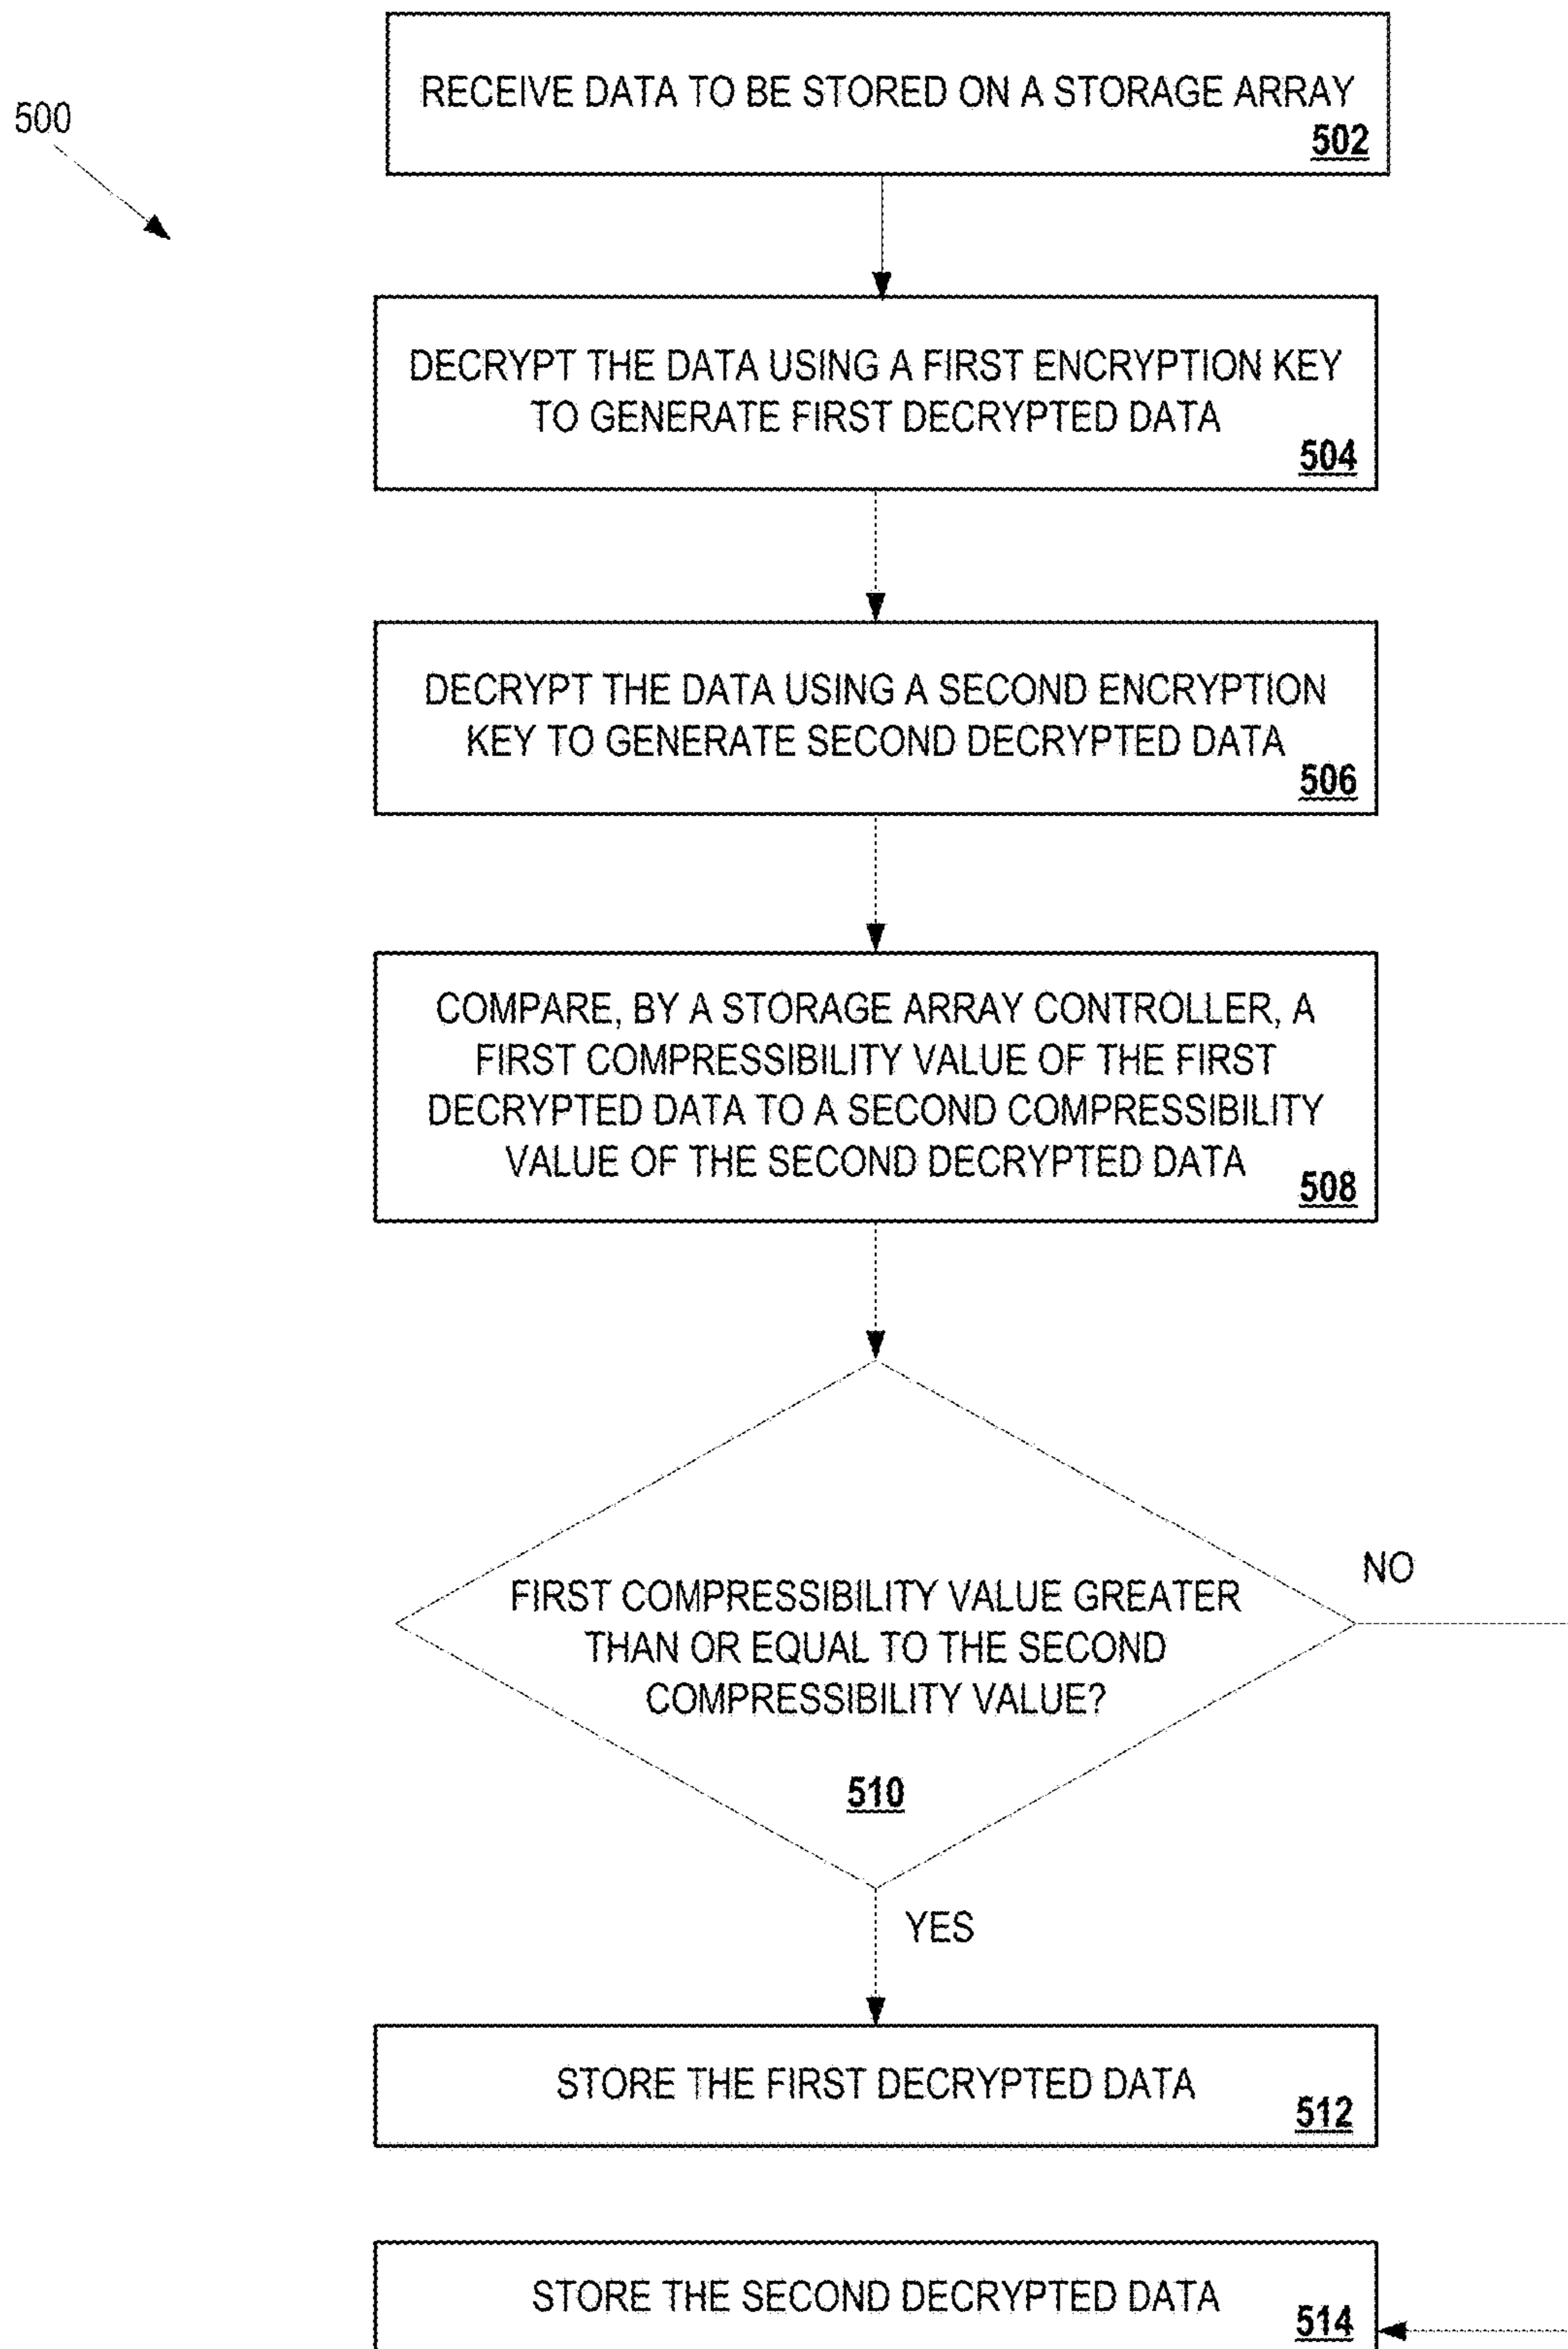 500
RECEIVE DATA TO BE STORED ON A STORAGE ARRAY
502
DECRYPT THE DATA USING A FIRST ENCRYPTION KEY
TO GENERATE FIRST DECRYPTED DATA
504
DECRYPT THE DATA USING A SECOND ENCRYPTION
KEY TO GENERATE SECOND DECRYPTED DATA
506
COMPARE, BY A STORAGE ARRAY CONTROLLER, A
FIRST COMPRESSIBILITY VALUE OF THE FIRST
DECRYPTED DATA TO A SECOND COMPRESSIBILITY
VALUE OF THE SECOND DECRYPTED DATA
508
FIRST COMPRESSIBILITY VALUE GREATER
THAN OR EQUAL TO THE SECOND
COMPRESSIBILITY VALUE?
510
NO
YES
STORE THE FIRST DECRYPTED DATA
512
STORE THE SECOND DECRYPTED DATA
514